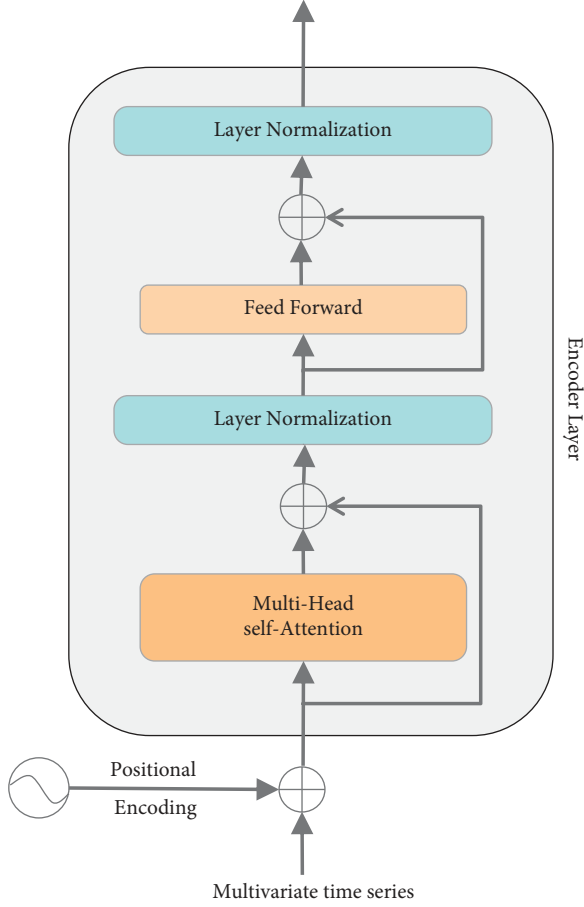 Layer Normalization
Feed Forward
Layer Normalization
Multi-Head
self-Attention
Encoder Layer
Positional
Encoding
Multivariate time series